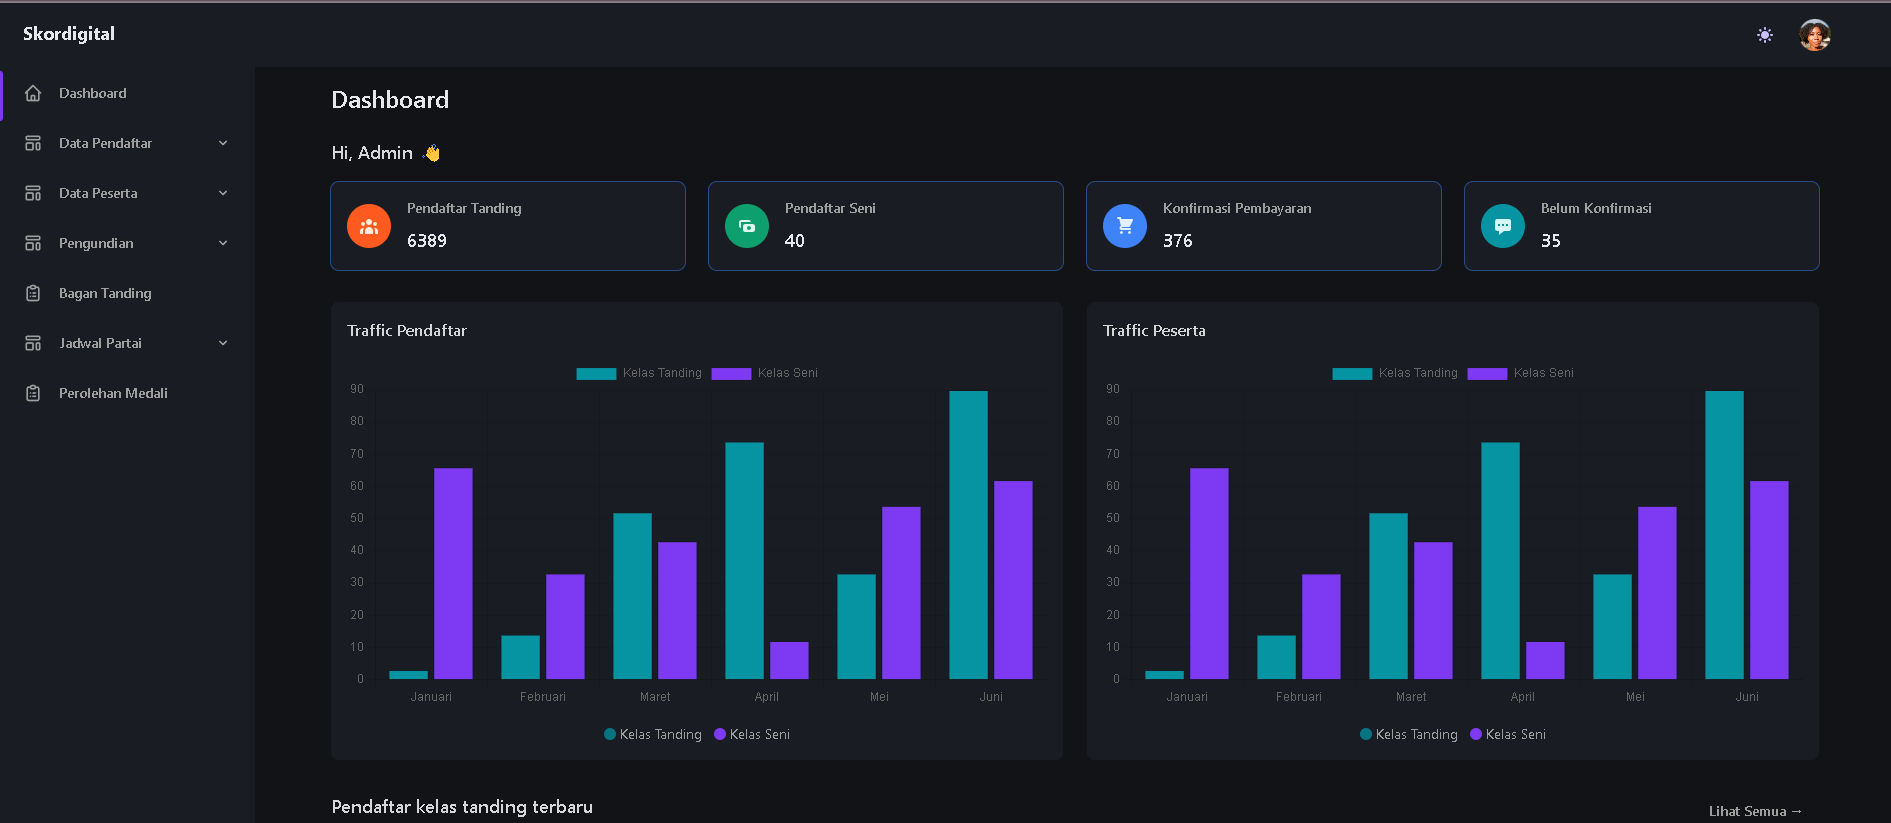 Skordigital
Dashboard
Data Pendaftar
Data Peserta
Pengundian
Bagan Tanding
Jadwal Partai
Perolehan Medali
Dashboard
Hi, Admin 👋
Pendaftar Tanding
6389
Pendaftar Seni
40
Konfirmasi Pembayaran
376
Belum Konfirmasi
35
Traffic Pendaftar
Kelas Tanding Kelas Seni
90
80
70
60
50
40
30
20
10
0
Januari Februari Maret April Mei Juni
Kelas Tanding Kelas Seni
Traffic Peserta
Kelas Tanding Kelas Seni
90
80
70
60
50
40
30
20
10
0
Januari Februari Maret April Mei Juni
Kelas Tanding Kelas Seni
Pendaftar kelas tanding terbaru
Lihat Semua →